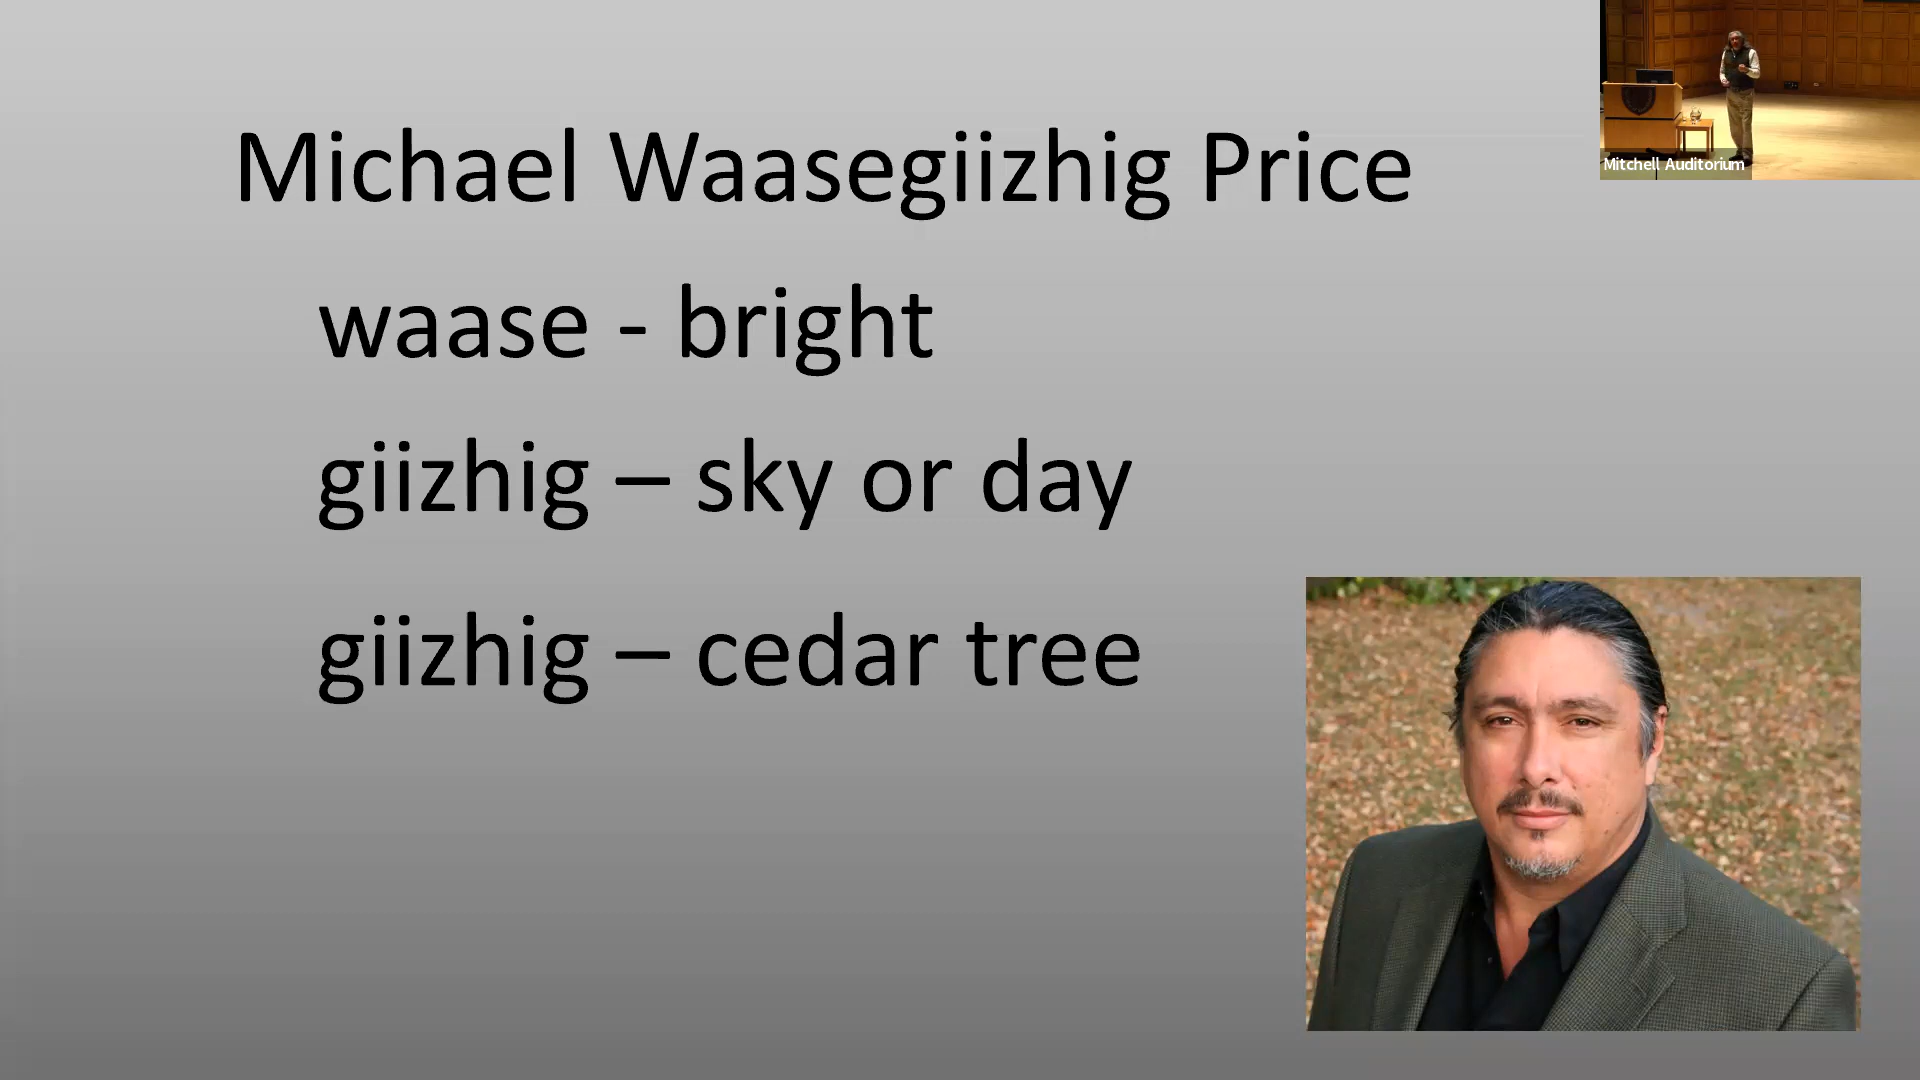 Michael Waasegiizhig Price
waase - bright
giizhig – sky or day
giizhig – cedar tree
Mitchell Auditorium